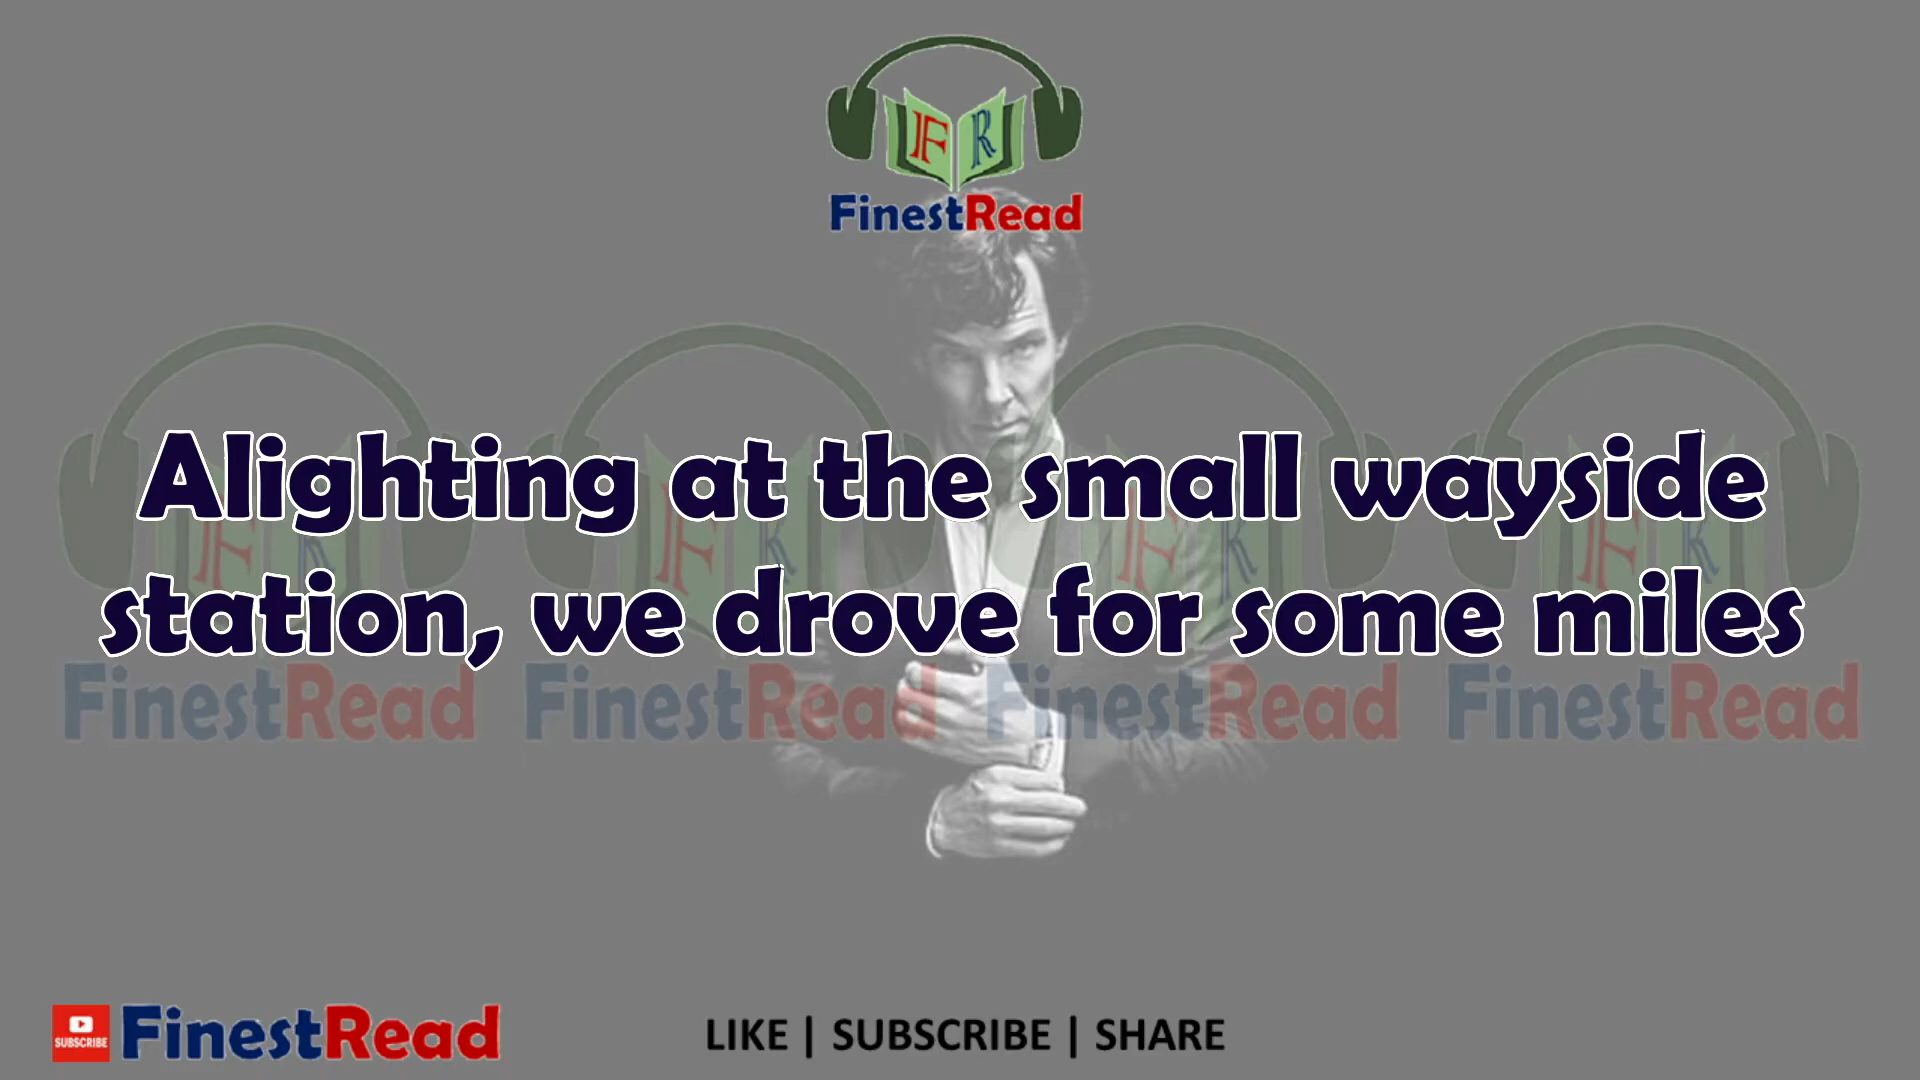 F R
FinestRead
Alighting at the small wayside
station, we drove for some miles
F R F R F R F R
FinestRead FinestRead FinestRead FinestRead
SUBSCRIBE FinestRead LIKE | SUBSCRIBE | SHARE